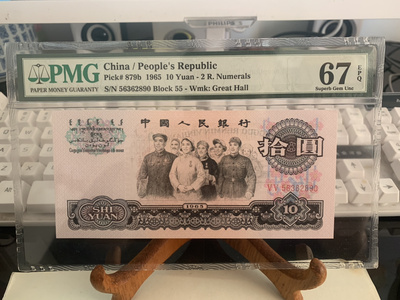 PMG
PAPER MONEY GUARANTY
China / People's Republic
Pick# 879b 1965 10 Yuan - 2 R. Numerals
S/N 56362890 Block 55 - Wmk: Great Hall
67 EPQ
Superb Gem Unc
中国人民银行
拾圓
VV 56362890
1965
SHI YUAN
10